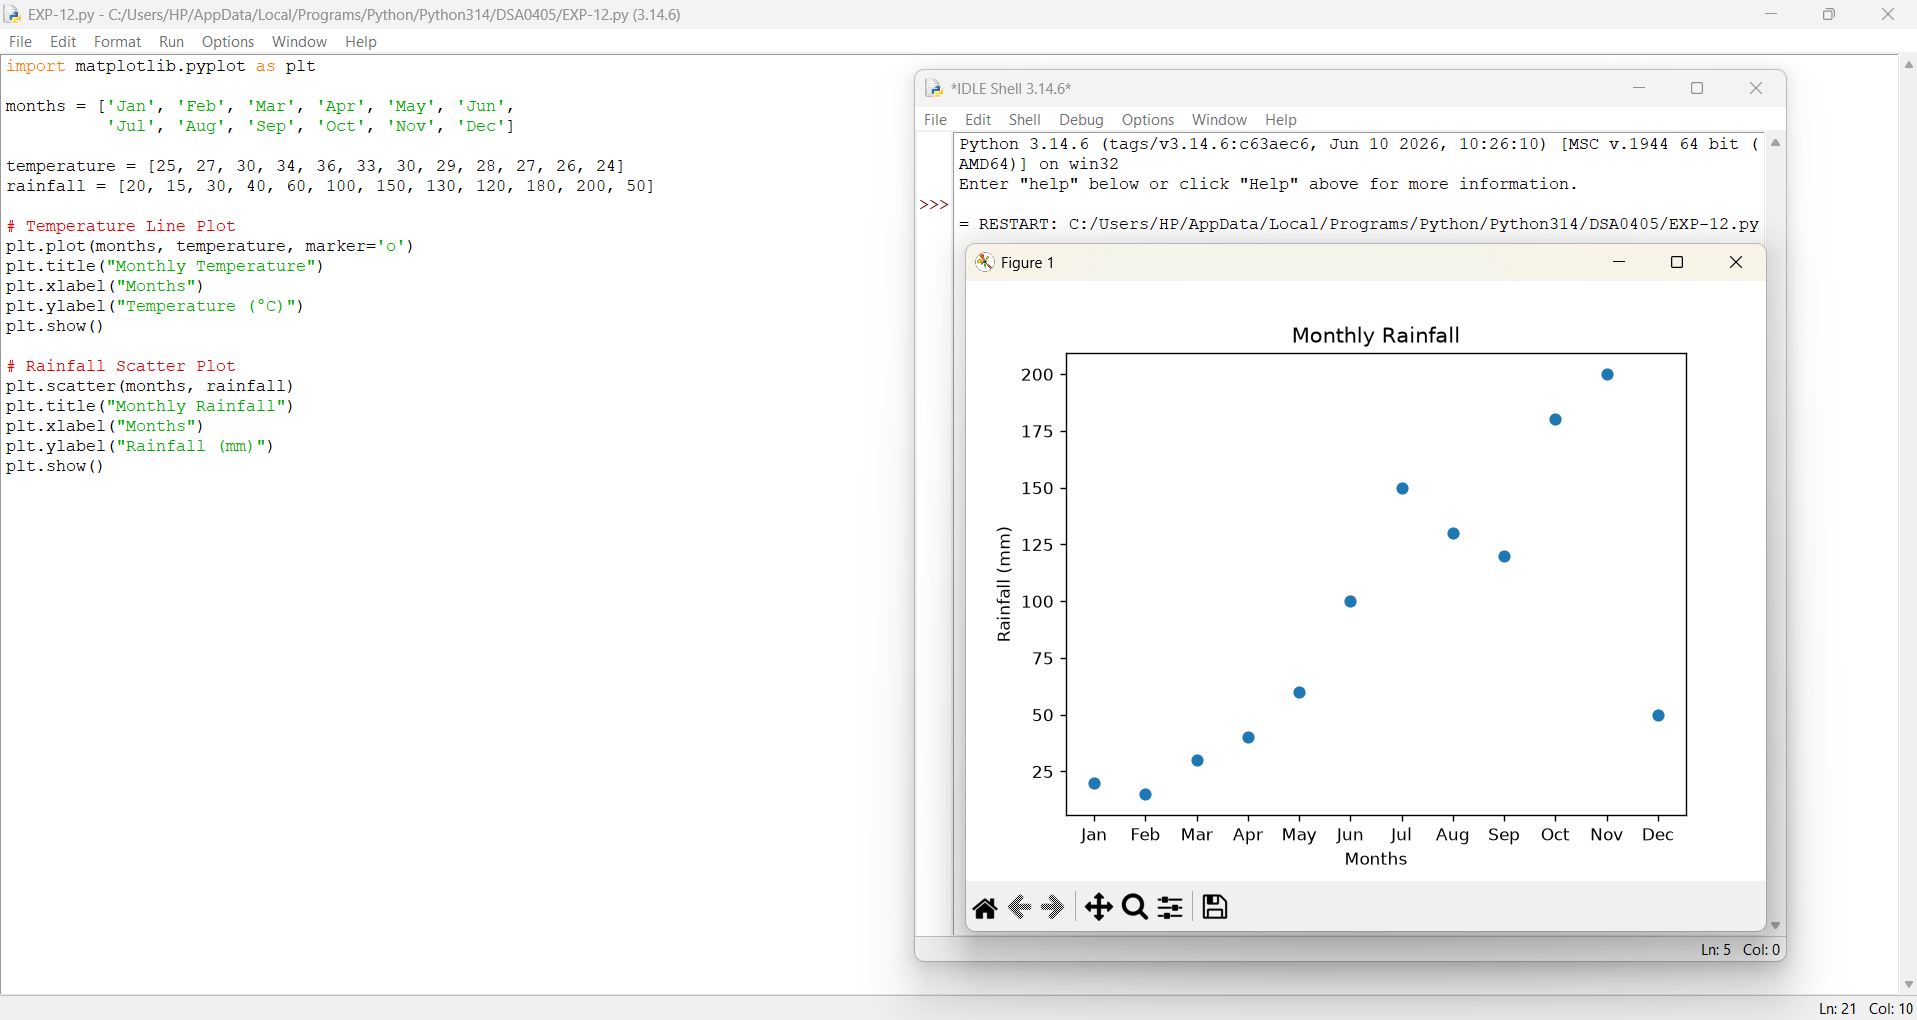 EXP-12.py - C:/Users/HP/AppData/Local/Programs/Python/Python314/DSA0405/EXP-12.py (3.14.6)
File Edit Format Run Options Window Help
import matplotlib.pyplot as plt
months = ['Jan', 'Feb', 'Mar', 'Apr', 'May', 'Jun',
'Jul', 'Aug', 'Sep', 'Oct', 'Nov', 'Dec']
temperature = [25, 27, 30, 34, 36, 33, 30, 29, 28, 27, 26, 24]
rainfall = [20, 15, 30, 40, 60, 100, 150, 130, 120, 180, 200, 50]
# Temperature Line Plot
plt.plot(months, temperature, marker='o')
plt.title("Monthly Temperature")
plt.xlabel("Months")
plt.ylabel("Temperature (°C)")
plt.show()
# Rainfall Scatter Plot
plt.scatter(months, rainfall)
plt.title("Monthly Rainfall")
plt.xlabel("Months")
plt.ylabel("Rainfall (mm)")
plt.show()
*IDLE Shell 3.14.6*
File Edit Shell Debug Options Window Help
Python 3.14.6 (tags/v3.14.6:c63aec6, Jun 10 2026, 10:26:10) [MSC v.1944 64 bit (
AMD64)] on win32
Enter "help" below or click "Help" above for more information.
>>>
= RESTART: C:/Users/HP/AppData/Local/Programs/Python/Python314/DSA0405/EXP-12.py
Figure 1
Monthly Rainfall
200
175
150
125
100
75
50
25
Rainfall (mm)
Jan Feb Mar Apr May Jun Jul Aug Sep Oct Nov Dec
Months
Ln: 5 Col: 0
Ln: 21 Col: 10